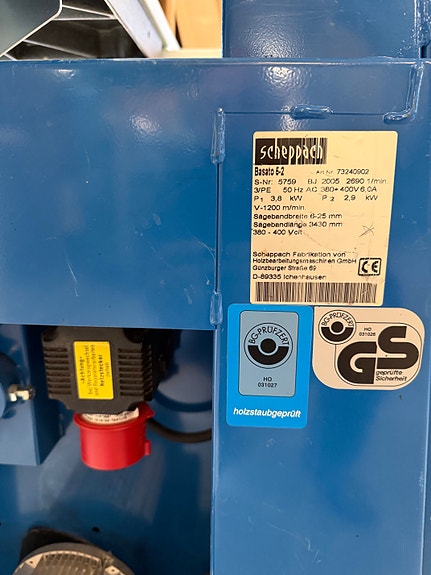 scheppach
Basato 5-2 Art.Nr. 73240902
S-Nr. 5759 BJ. 2005 2690 1/min.
3/PE 50 Hz AC 380-400V 6,0A
P1 3,8 kW P2 2,9 kW
V-1200 m/min.
Sägebandbreite 6-25 mm
Sägebandlänge 3430 mm
380 - 400 Volt
Scheppach Fabrikation von
Holzbearbeitungsmaschinen GmbH
Günzburger Straße 69
D-89335 Ichenhausen
CE
BG-PRÜFZERT
HO
031027
holzstaubgeprüft
BG-PRÜFZERT
HO
031026
GS
geprüfte
Sicherheit
-Achtung-